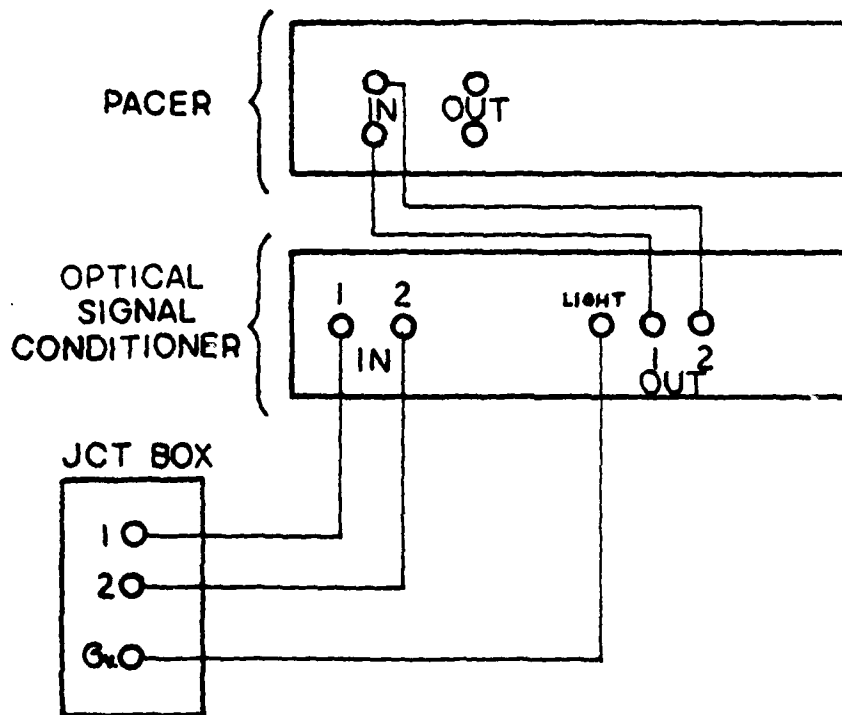 PACER
IN
OUT
OPTICAL
SIGNAL
CONDITIONER
1
2
IN
LIGHT
1
2
OUT
JCT BOX
1
2